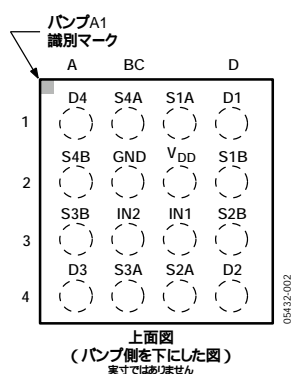 バンプA1
識別マーク
A BC D
1 D4 S4A S1A D1
2 S4B GND VDD S1B
3 S3B IN2 IN1 S2B
4 D3 S3A S2A D2
上面図
(バンプ側を下にした図)
実寸ではありません
05432-002